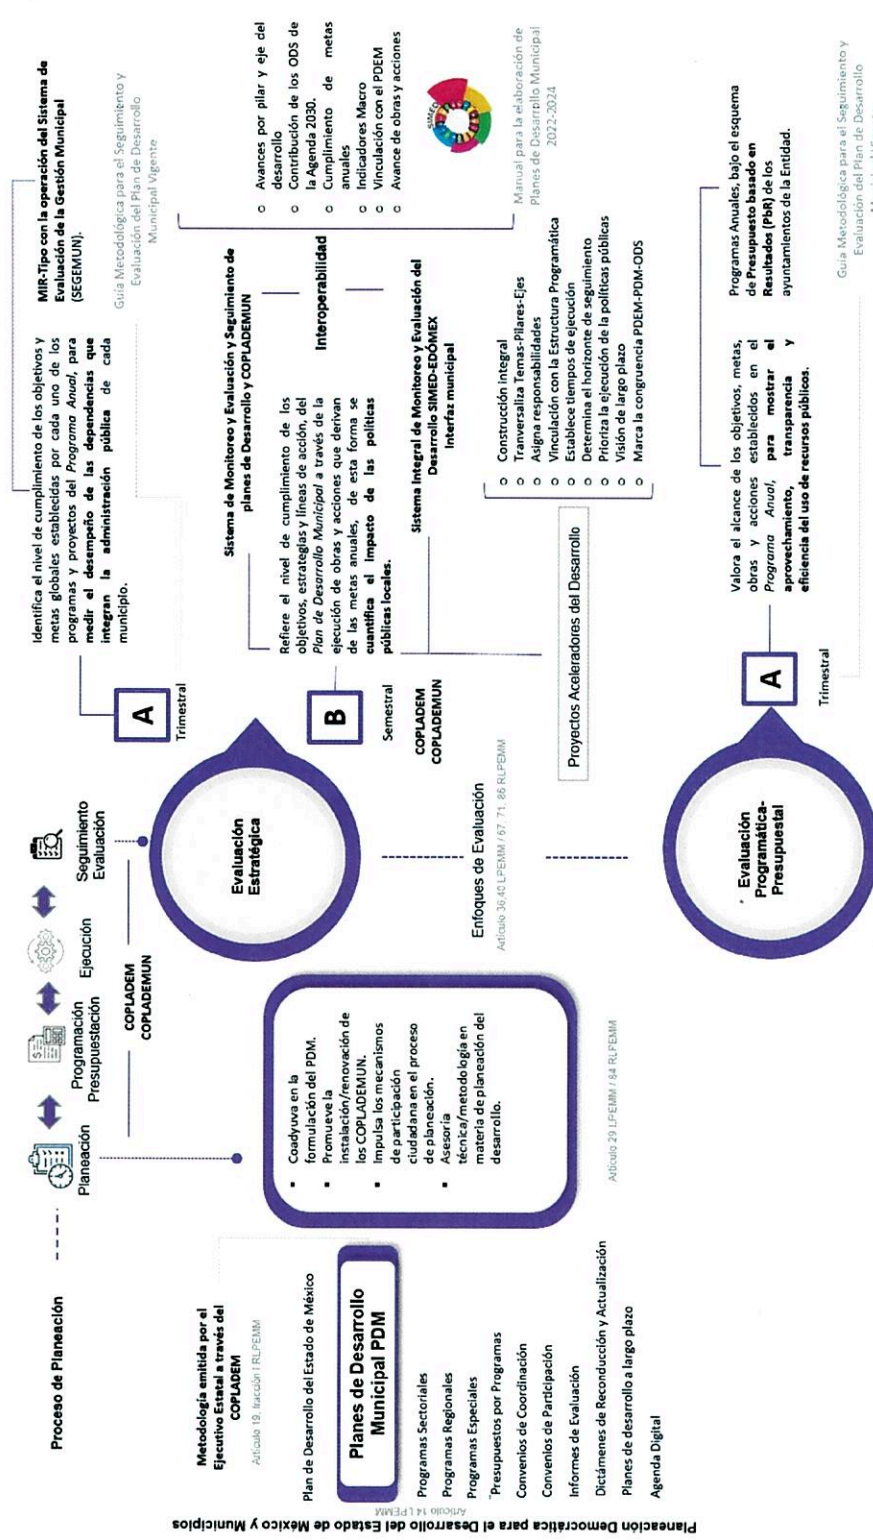 Planeación Democrática para el Desarrollo del Estado de México y Municipios
Artículo 14 LPEMM
Proceso de Planeación
Planeación
Programación
Presupuestación
Ejecución
Seguimiento
Evaluación
COPLADEM
COPLADEMUN
Metodología emitida por el
Ejecutivo Estatal a través del
COPLADEM
Artículo 19, fracción I RLPEMM
Plan de Desarrollo del Estado de México
Planes de Desarrollo
Municipal PDM
Programas Sectoriales
Programas Regionales
Programas Especiales
Presupuestos por Programas
Convenios de Coordinación
Convenios de Participación
Informes de Evaluación
Dictámenes de Reconducción y Actualización
Planes de desarrollo a largo plazo
Agenda Digital
▪ Coadyuva en la
formulación del PDM.
▪ Promueve la
instalación/renovación de
los COPLADEMUN.
▪ Impulsa los mecanismos
de participación
ciudadana en el proceso
de planeación.
▪ Asesoría
técnica/metodología en
materia de planeación del
desarrollo.
Artículo 29 LPEMM / 84 RLPEMM
Evaluación
Estratégica
Enfoques de Evaluación
Artículo 36,40 LPEMM / 67, 71, 86 RLPEMM
Evaluación
Programática-
Presupuestal
A
Trimestral
Identifica el nivel de cumplimiento de los objetivos y
metas globales establecidas por cada uno de los
programas y proyectos del Programa Anual, para
medir el desempeño de las dependencias que
integran la administración pública de cada
municipio.
MIR-Tipo con la operación del Sistema de
Evaluación de la Gestión Municipal
(SEGEMUN).
Guía Metodológica para el Seguimiento y
Evaluación del Plan de Desarrollo
Municipal Vigente
B
Semestral
COPLADEM
COPLADEMUN
Refiere el nivel de cumplimiento de los
objetivos, estrategias y líneas de acción, del
Plan de Desarrollo Municipal a través de la
ejecución de obras y acciones que derivan
de las metas anuales, de esta forma se
cuantifica el impacto de las políticas
públicas locales.
Sistema de Monitoreo y Evaluación y Seguimiento de
planes de Desarrollo y COPLADEMUN
Interoperabilidad
Sistema Integral de Monitoreo y Evaluación del
Desarrollo SIMED-EDÓMEX
Interfaz municipal
o Avances por pilar y eje del
desarrollo
o Contribución de los ODS de
la Agenda 2030.
o Cumplimiento de metas
anuales
o Indicadores Macro
o Vinculación con el PDEM
o Avance de obras y acciones
SIMED
Manual para la elaboración de
Planes de Desarrollo Municipal
2022-2024
Proyectos Aceleradores del Desarrollo
o Construcción integral
o Tranversaliza Temas-Pilares-Ejes
o Asigna responsabilidades
o Vinculación con la Estructura Programática
o Establece tiempos de ejecución
o Determina el horizonte de seguimiento
o Prioriza la ejecución de la políticas públicas
o Visión de largo plazo
o Marca la congruencia PDEM-PDM-ODS
A
Trimestral
Valora el alcance de los objetivos, metas,
obras y acciones establecidos en el
Programa Anual, para mostrar el
aprovechamiento, transparencia y
eficiencia del uso de recursos públicos.
Programas Anuales, bajo el esquema
de Presupuesto basado en
Resultados (PbR) de los
ayuntamientos de la Entidad.
Guía Metodológica para el Seguimiento y
Evaluación del Plan de Desarrollo